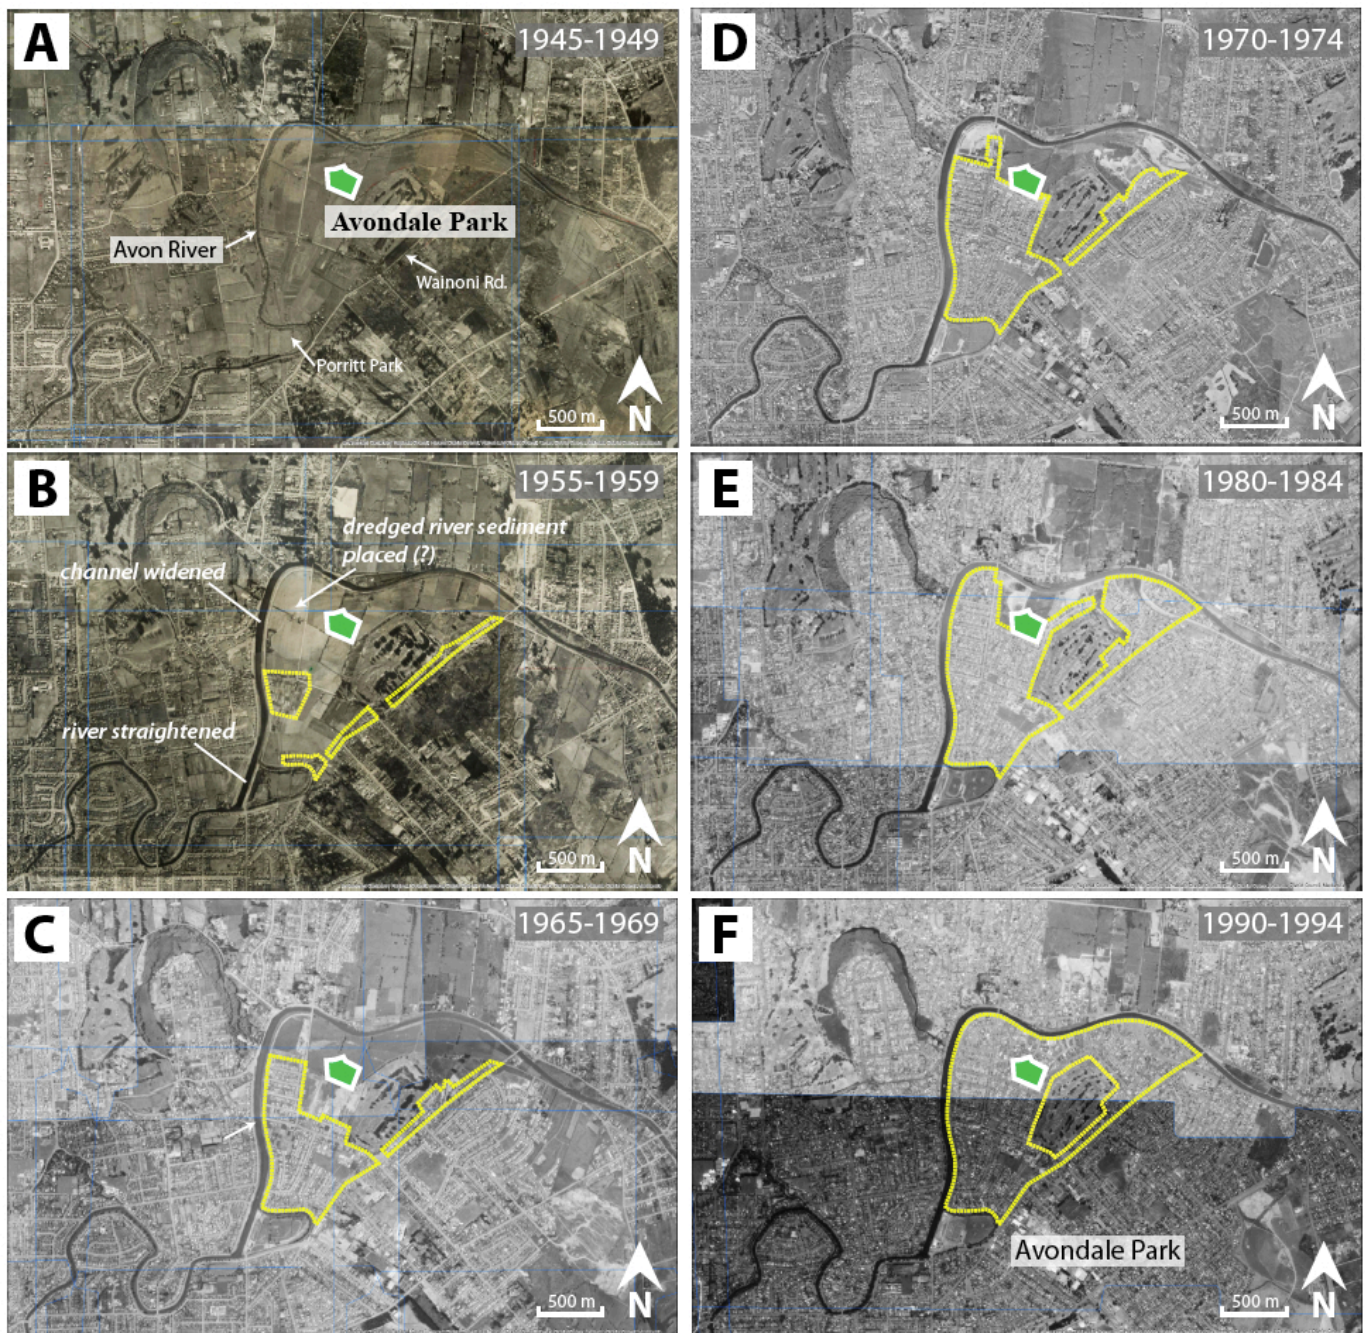 A
1945-1949
Avondale Park
Avon River
Wainoni Rd.
Porritt Park
500 m
N
B
1955-1959
dredged river sediment
placed (?)
channel widened
river straightened
500 m
N
C
1965-1969
500 m
N
D
1970-1974
500 m
N
E
1980-1984
500 m
N
F
1990-1994
Avondale Park
500 m
N